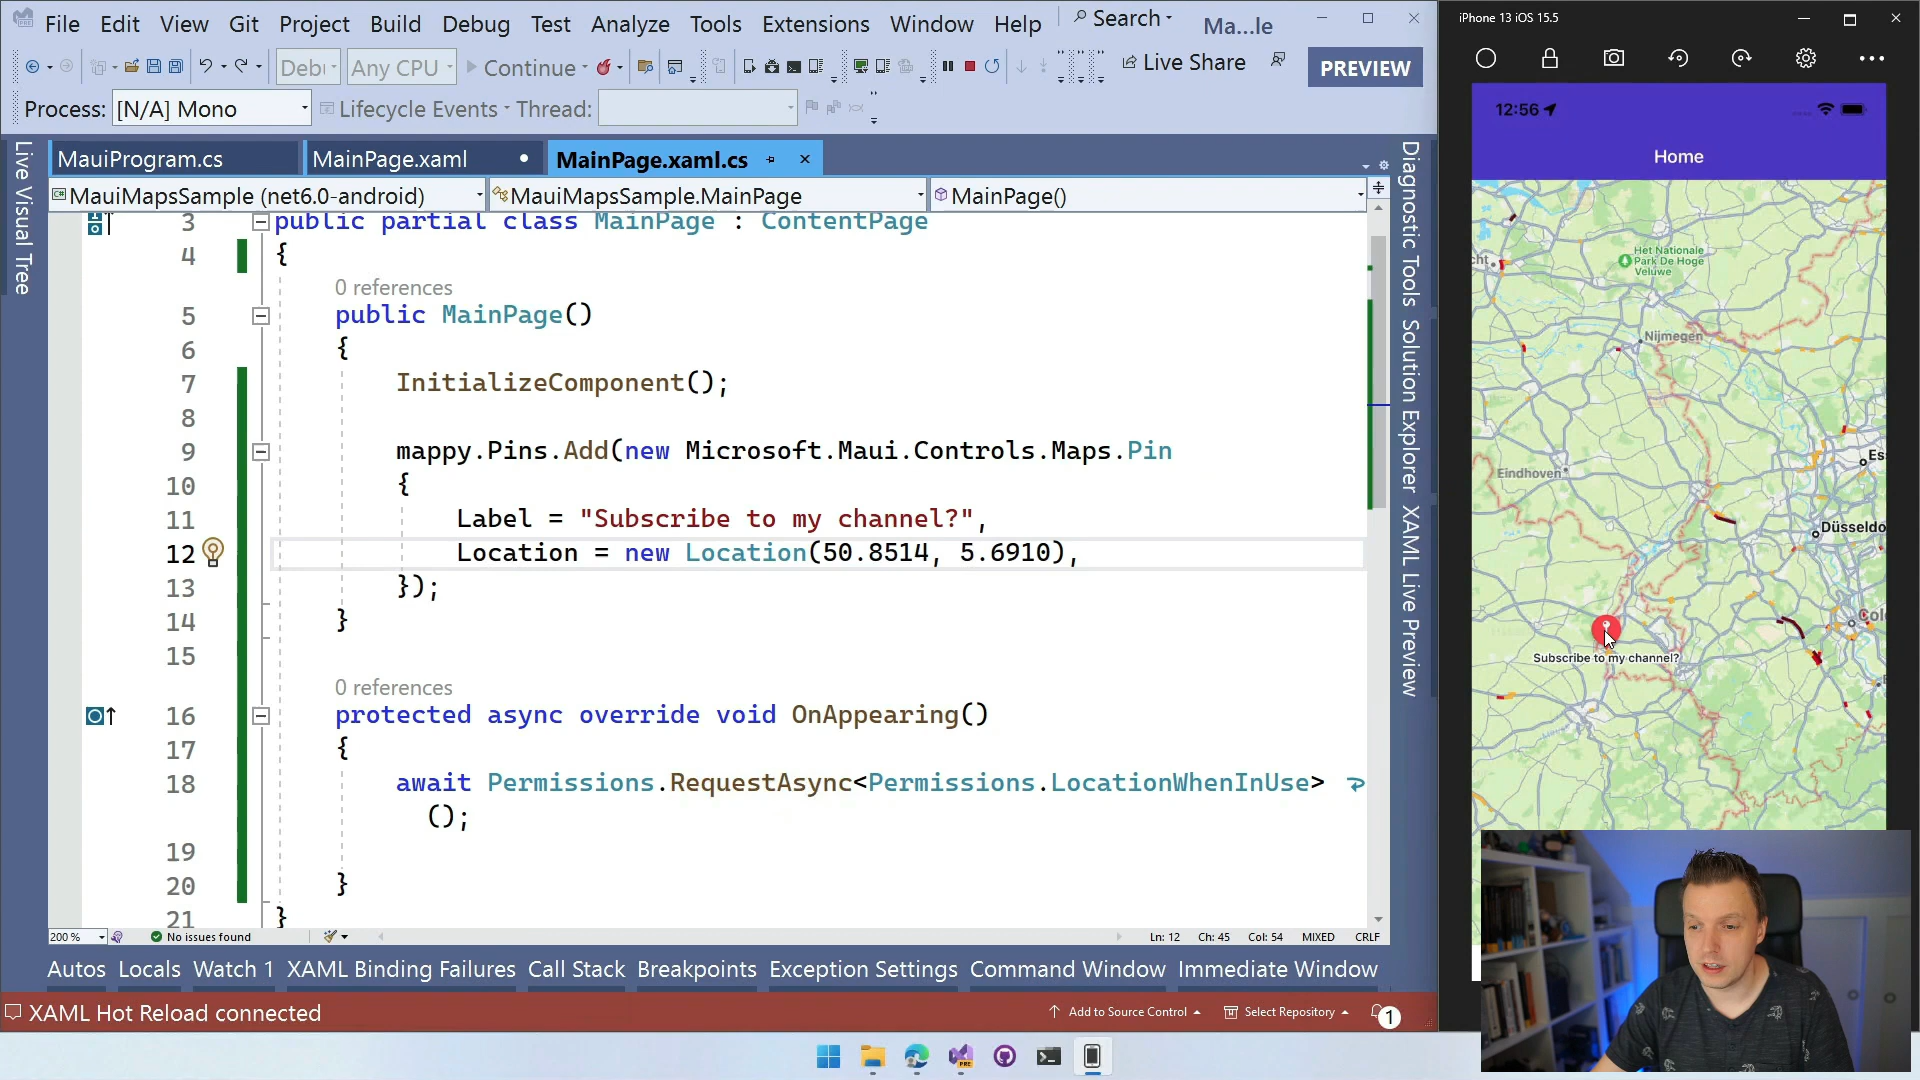 File Edit View Git Project Build Debug Test Analyze Tools Extensions Window Help Search Ma...le
Any CPU Continue Live Share PREVIEW
Process: [N/A] Mono Lifecycle Events Thread:
MauiProgram.cs MainPage.xaml MainPage.xaml.cs
MauiMapsSample (net6.0-android) MauiMapsSample.MainPage MainPage()
Live Visual Tree
3 public partial class MainPage : ContentPage
4 {
0 references
5 public MainPage()
6 {
7 InitializeComponent();
8
9 mappy.Pins.Add(new Microsoft.Maui.Controls.Maps.Pin
10 {
11 Label = "Subscribe to my channel?",
12 Location = new Location(50.8514, 5.6910),
13 });
14 }
15
0 references
16 protected async override void OnAppearing()
17 {
18 await Permissions.RequestAsync<Permissions.LocationWhenInUse>
();
19
20 }
21 }
200 % No issues found Ln: 12 Ch: 45 Col: 54 MIXED CRLF
Autos Locals Watch 1 XAML Binding Failures Call Stack Breakpoints Exception Settings Command Window Immediate Window
XAML Hot Reload connected Add to Source Control Select Repository 1
Diagnostic Tools
Solution Explorer
XAML Live Preview
iPhone 13 iOS 15.5
12:56
Home
Het Nationale
Park De Hoge
Veluwe
Nijmegen
Eindhoven
Düsseldo
Subscribe to my channel?